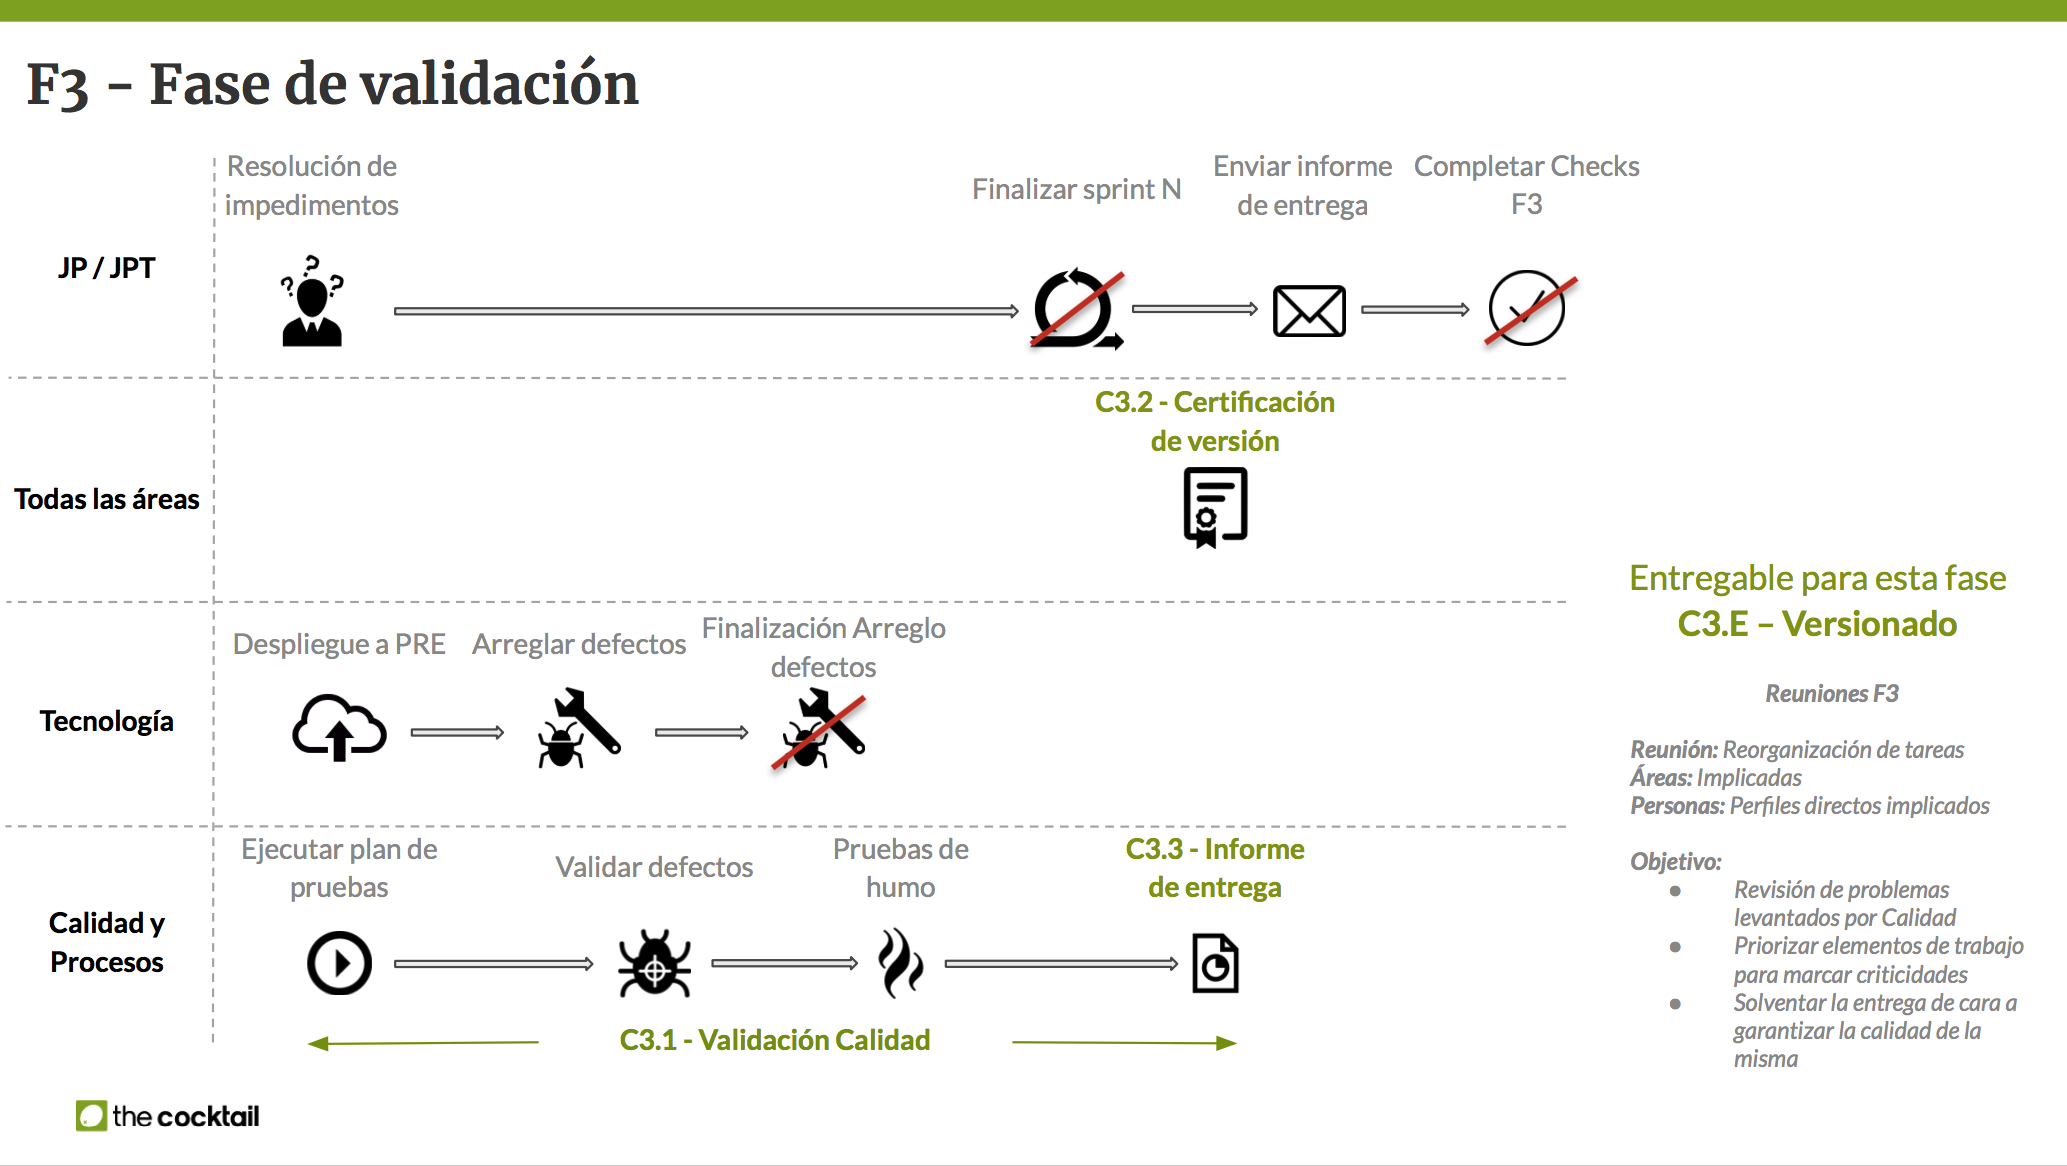 F3 - Fase de validación
JP / JPT
Resolución de
impedimentos
Finalizar sprint N
Enviar informe
de entrega
Completar Checks
F3
Todas las áreas
C3.2 - Certificación
de versión
Tecnología
Despliegue a PRE
Arreglar defectos
Finalización Arreglo
defectos
Calidad y
Procesos
Ejecutar plan de
pruebas
Validar defectos
Pruebas de
humo
C3.3 - Informe
de entrega
C3.1 - Validación Calidad
Entregable para esta fase
C3.E – Versionado
Reuniones F3
Reunión: Reorganización de tareas
Áreas: Implicadas
Personas: Perfiles directos implicados
Objetivo:
● Revisión de problemas
levantados por Calidad
● Priorizar elementos de trabajo
para marcar criticidades
● Solventar la entrega de cara a
garantizar la calidad de la
misma
the cocktail